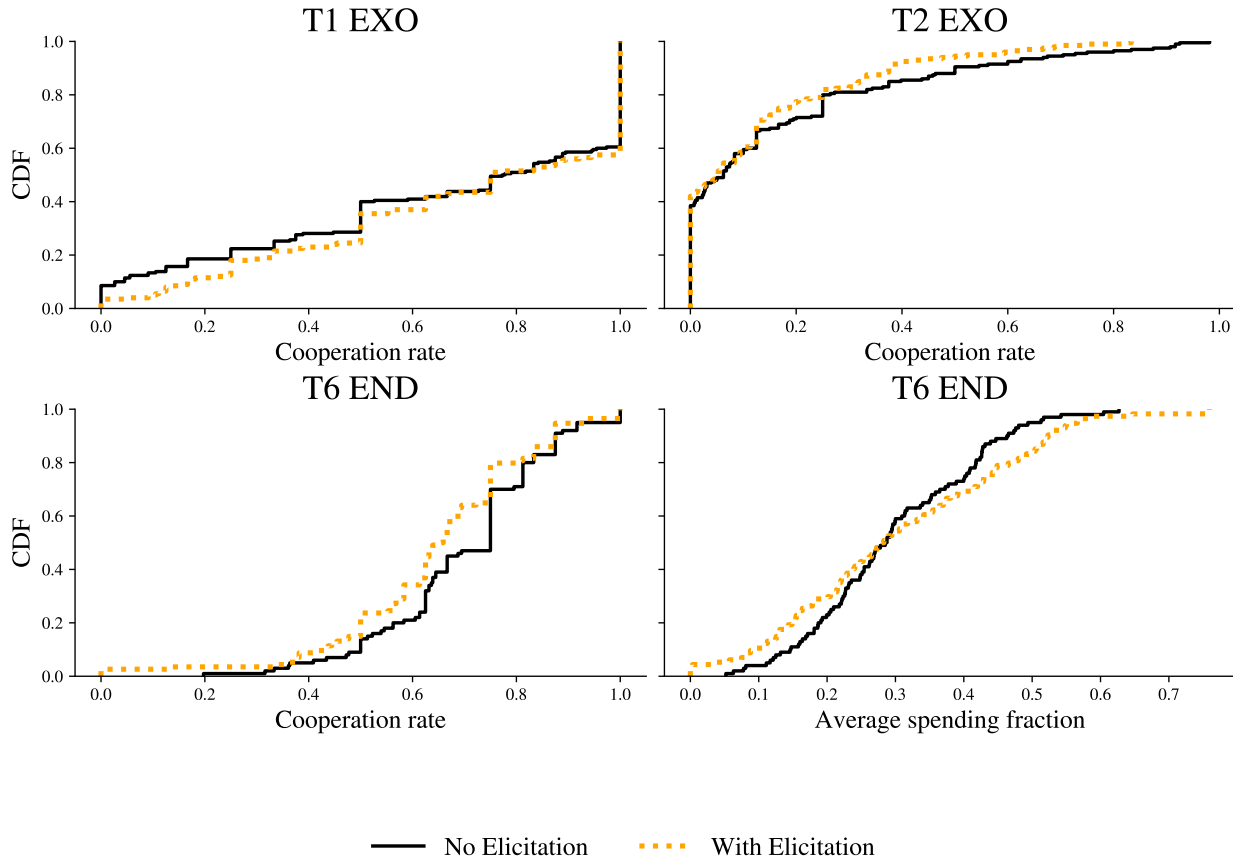 T1 EXO
T2 EXO
CDF
1.0
0.8
0.6
0.4
0.2
0.0
0.0 0.2 0.4 0.6 0.8 1.0
Cooperation rate
0.0 0.2 0.4 0.6 0.8 1.0
Cooperation rate
T6 END
T6 END
CDF
1.0
0.8
0.6
0.4
0.2
0.0
0.0 0.2 0.4 0.6 0.8 1.0
Cooperation rate
0.0 0.1 0.2 0.3 0.4 0.5 0.6 0.7
Average spending fraction
No Elicitation
With Elicitation